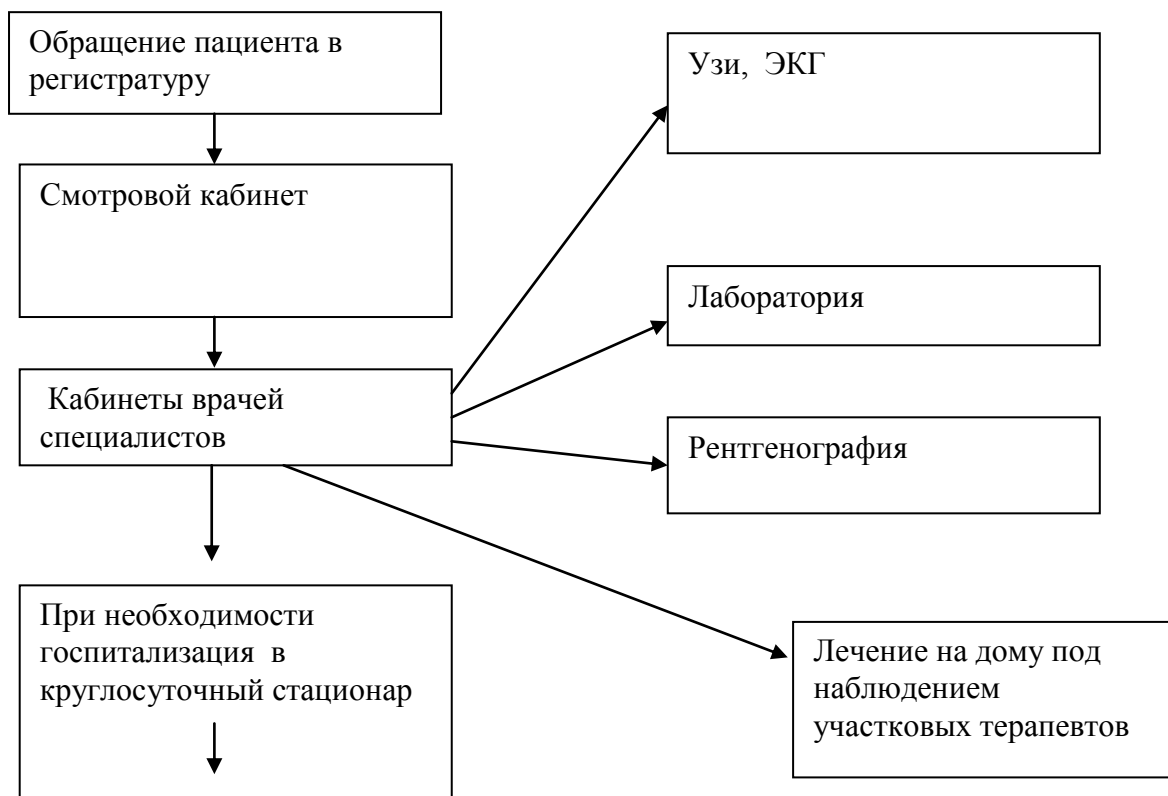 Обращение пациента в
регистратуру
Узи, ЭКГ
Смотровой кабинет
Лаборатория
Кабинеты врачей
специалистов
Рентгенография
При необходимости
госпитализация в
круглосуточный стационар
Лечение на дому под
наблюдением
участковых терапевтов